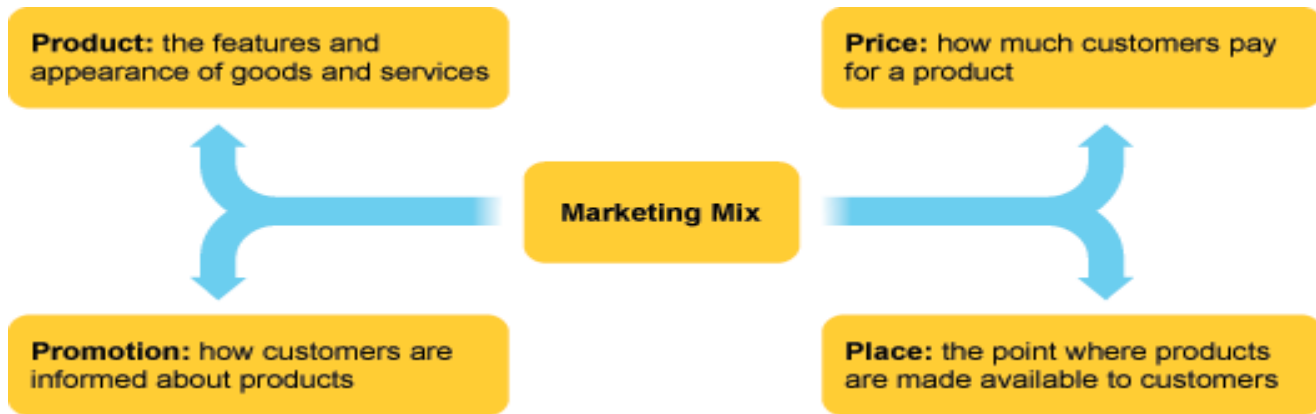 Product: the features and
appearance of goods and services
Price: how much customers pay
for a product
Marketing Mix
Promotion: how customers are
informed about products
Place: the point where products
are made available to customers